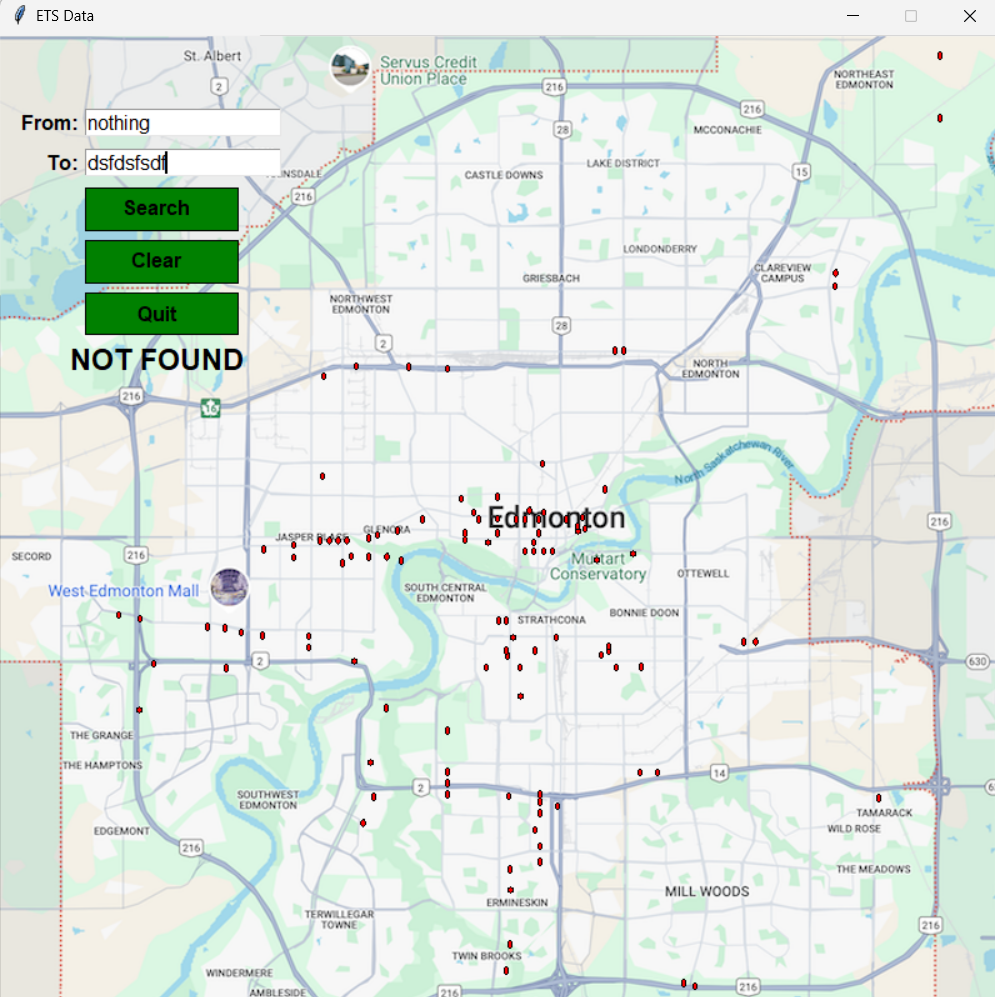 ETS Data
St. Albert
Servus Credit
Union Place
2
216
NORTHEAST
EDMONTON
216
From: nothing
28
MCCONACHIE
To: dsfdsfsdf
LAKE DISTRICT
CASTLE DOWNS
15
216
Search
LONDONDERRY
Clear
GRIESBACH
CLAREVIEW
CAMPUS
NORTHWEST
EDMONTON
Quit
28
2
NOT FOUND
NORTH
EDMONTON
216
16
North Saskatchewan River
Edmonton
216
JASPER PLACE
GLENORA
SECORD
216
Muttart
Conservatory
OTTEWELL
West Edmonton Mall
SOUTH CENTRAL
EDMONTON
BONNIE DOON
STRATHCONA
2
630
THE GRANGE
THE HAMPTONS
14
2
SOUTHWEST
EDMONTON
TAMARACK
WILD ROSE
EDGEMONT
216
THE MEADOWS
MILL WOODS
ERMINESKIN
TERWILLEGAR
TOWNE
216
TWIN BROOKS
WINDERMERE
216
AMBLESIDE
216